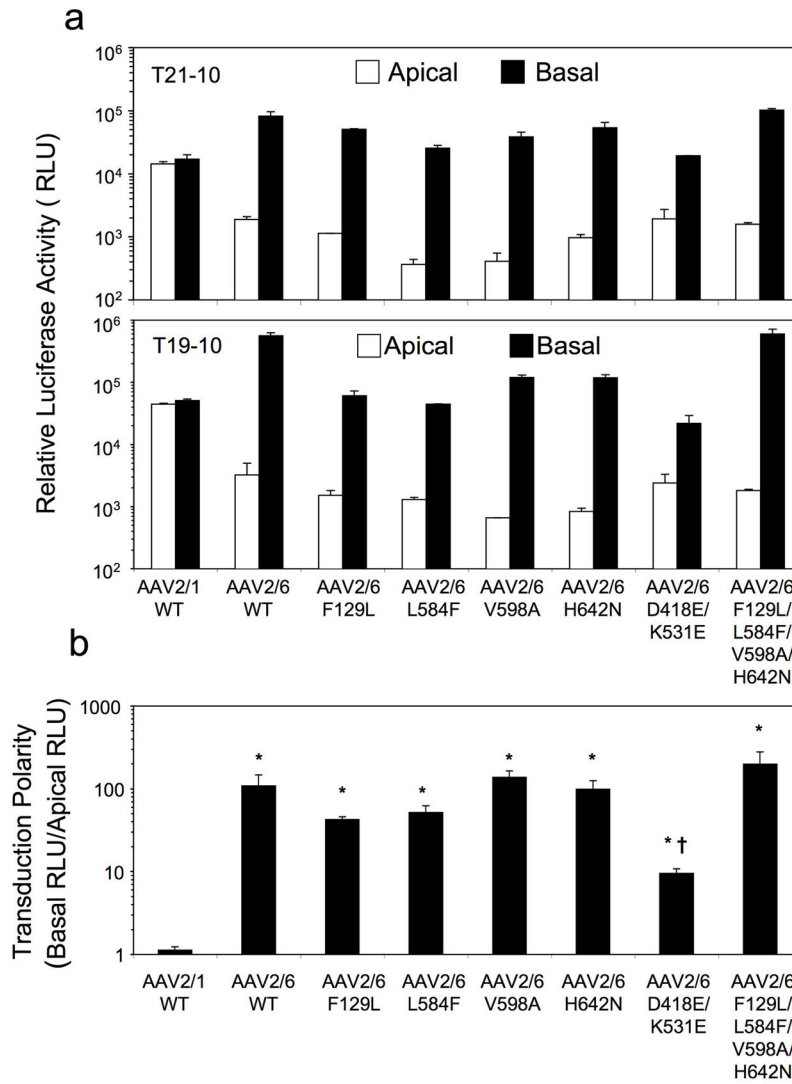 a
10⁶
T21-10
Apical
Basal
10⁵
10⁴
10³
10²
10⁶
T19-10
Apical
Basal
10⁵
10⁴
10³
10²
Relative Luciferase Activity ( RLU)
AAV2/1 AAV2/6 AAV2/6 AAV2/6 AAV2/6 AAV2/6 AAV2/6 AAV2/6
WT WT F129L L584F V598A H642N D418E/ F129L/
K531E L584F/
V598A/
H642N
b
1000
100
10
1
Transduction Polarity
(Basal RLU/Apical RLU)
* * * * * * † *
AAV2/1 AAV2/6 AAV2/6 AAV2/6 AAV2/6 AAV2/6 AAV2/6 AAV2/6
WT WT F129L L584F V598A H642N D418E/ F129L/
K531E L584F/
V598A/
H642N